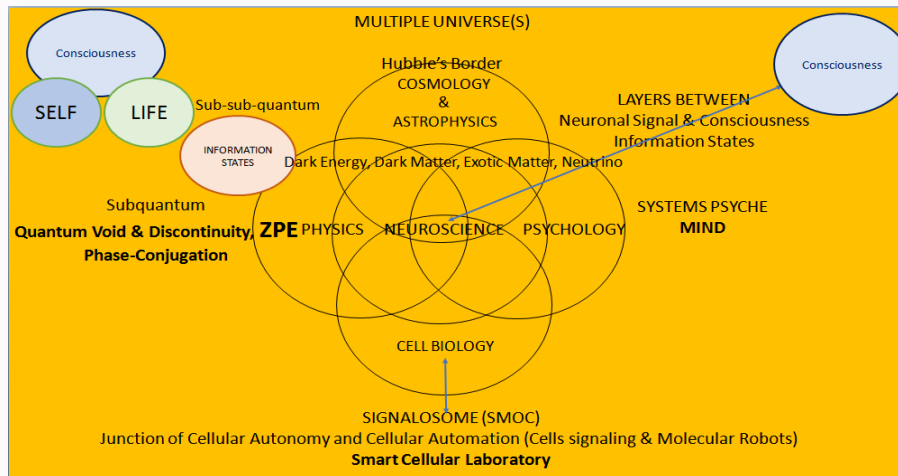 MULTIPLE UNIVERSE(S)
Consciousness
Consciousness
Hubble's Border
COSMOLOGY
&
ASTROPHYSICS
SELF
LIFE
Sub-sub-quantum
LAYERS BETWEEN
Neuronal Signal & Consciousness
Information States
INFORMATION
STATES
Dark Energy, Dark Matter, Exotic Matter, Neutrino
Subquantum
Quantum Void & Discontinuity, ZPE
Phase-Conjugation
PHYSICS
NEUROSCIENCE
PSYCHOLOGY
SYSTEMS PSYCHE
MIND
CELL BIOLOGY
SIGNALOSOME (SMOC)
Junction of Cellular Autonomy and Cellular Automation (Cells signaling & Molecular Robots)
Smart Cellular Laboratory